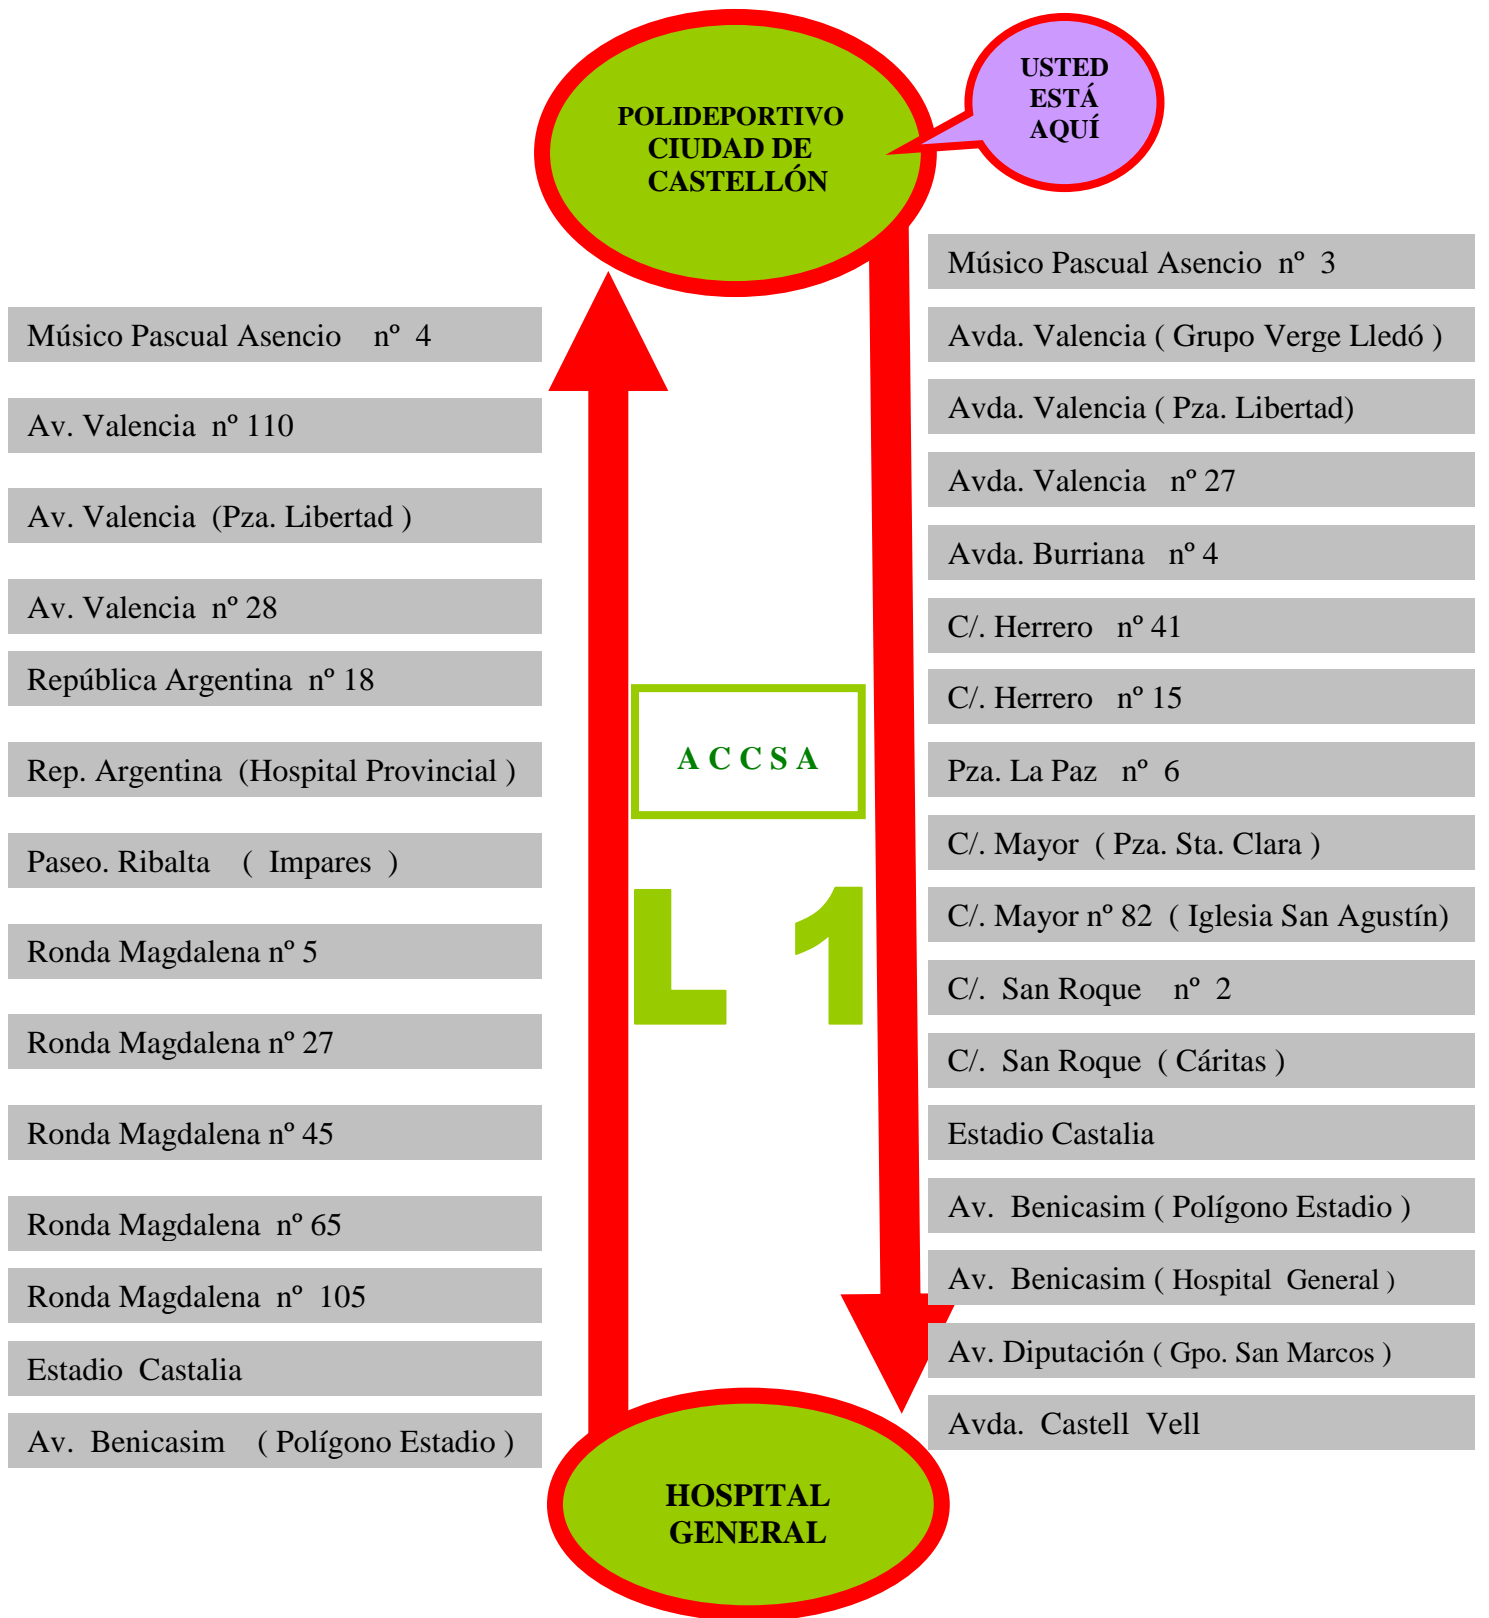 POLIDEPORTIVO
CIUDAD DE
CASTELLÓN
USTED
ESTÁ
AQUÍ
Músico Pascual Asencio nº 4
Av. Valencia nº 110
Av. Valencia (Pza. Libertad )
Av. Valencia nº 28
República Argentina nº 18
Rep. Argentina (Hospital Provincial )
Paseo. Ribalta ( Impares )
Ronda Magdalena nº 5
Ronda Magdalena nº 27
Ronda Magdalena nº 45
Ronda Magdalena nº 65
Ronda Magdalena nº 105
Estadio Castalia
Av. Benicasim ( Polígono Estadio )
A C C S A
L 1
Músico Pascual Asencio nº 3
Avda. Valencia ( Grupo Verge Lledó )
Avda. Valencia ( Pza. Libertad)
Avda. Valencia nº 27
Avda. Burriana nº 4
C/. Herrero nº 41
C/. Herrero nº 15
Pza. La Paz nº 6
C/. Mayor ( Pza. Sta. Clara )
C/. Mayor nº 82 ( Iglesia San Agustín)
C/. San Roque nº 2
C/. San Roque ( Cáritas )
Estadio Castalia
Av. Benicasim ( Polígono Estadio )
Av. Benicasim ( Hospital General )
Av. Diputación ( Gpo. San Marcos )
Avda. Castell Vell
HOSPITAL
GENERAL